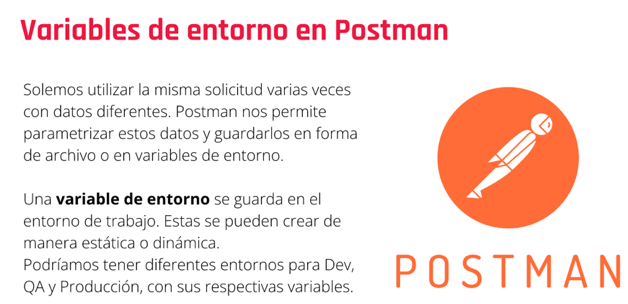 Variables de entorno en Postman
Solemos utilizar la misma solicitud varias veces
con datos diferentes. Postman nos permite
parametrizar estos datos y guardarlos en forma
de archivo o en variables de entorno.
Una variable de entorno se guarda en el
entorno de trabajo. Estas se pueden crear de
manera estática o dinámica.
Podríamos tener diferentes entornos para Dev,
QA y Producción, con sus respectivas variables.
POSTMAN